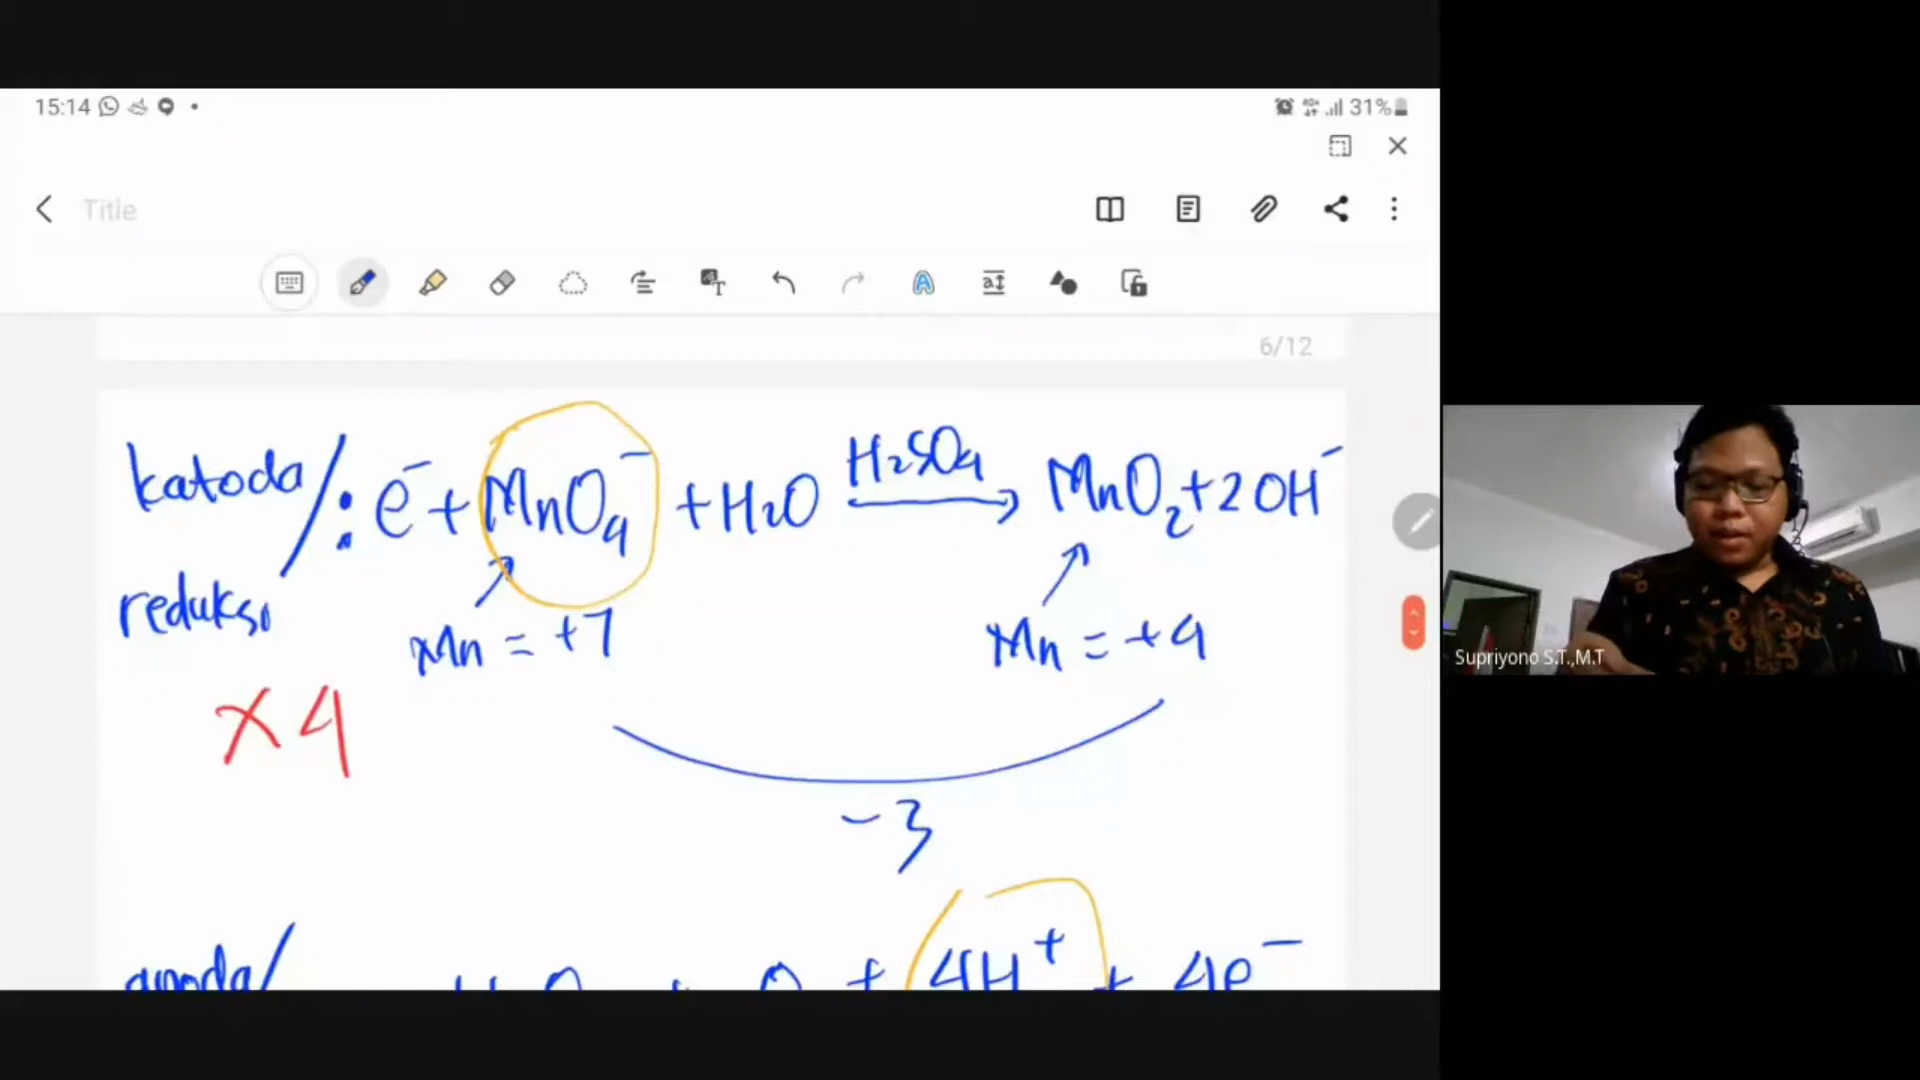 15:14
31%
Title
6/12
katoda/ : e⁻ + MnO4⁻ + H2O H2SO4 → MnO2 + 2OH⁻
reduksi
Mn = +7
Mn = +4
x4
-3
anoda/
+ 4H⁺ + 4e⁻
Supriyono S.T.,M.T